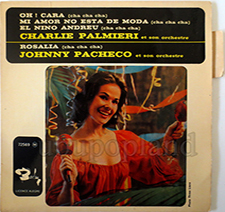 OH ! CARA (cha cha cha)
MI AMOR NO ESTA DE MODA (cha cha cha)
EL NINO ANDREU (cha cha cha)
CHARLIE PALMIERI et son orchestre
ROSALIA (cha cha cha)
JOHNNY PACHECO et son orchestre